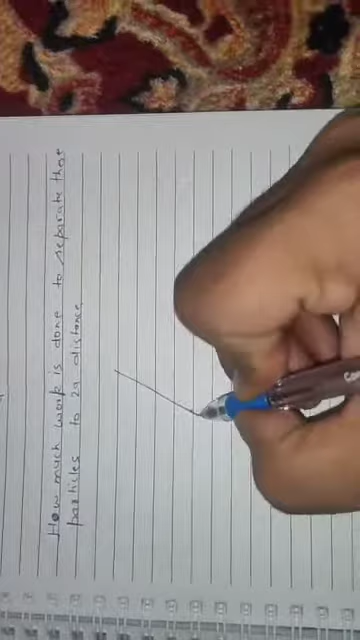 How much work is done to separate the
particles to 2a distance